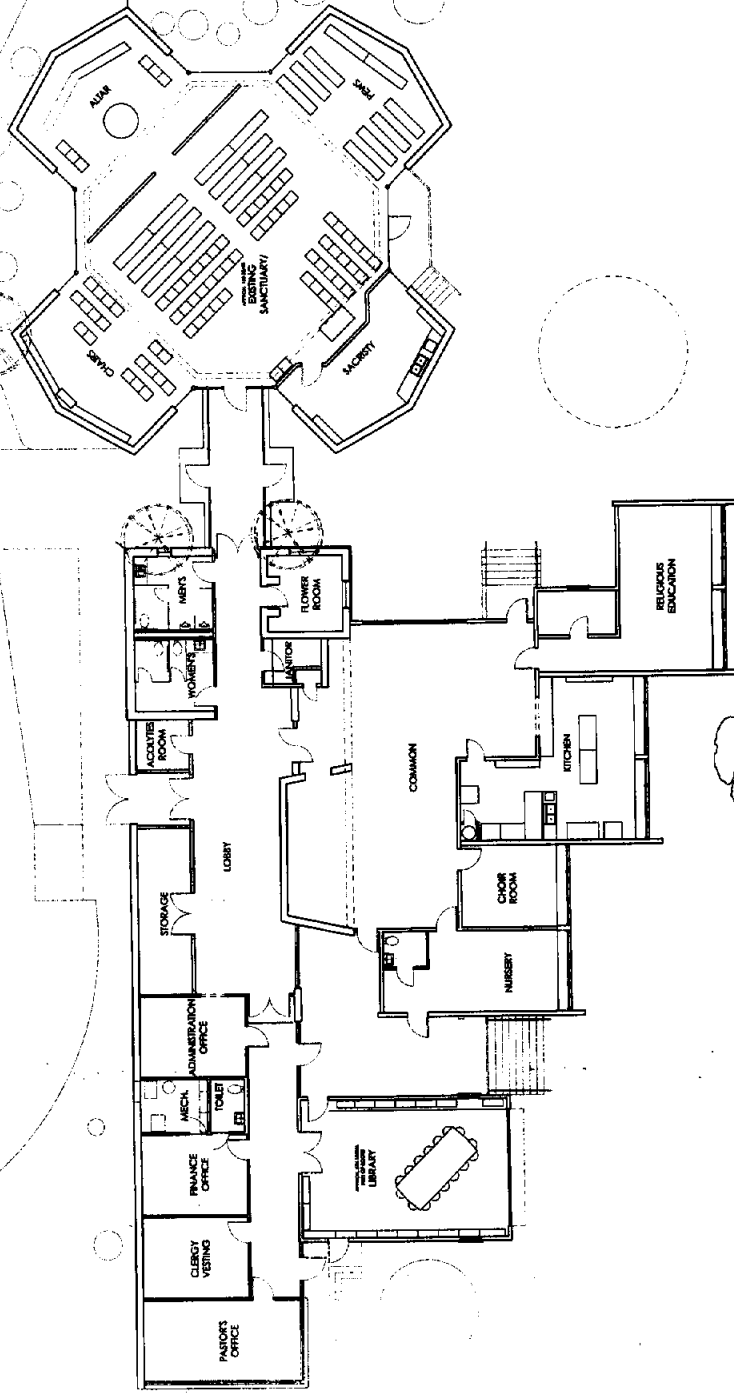 ALTAR
PEWS
EXISTING
SANCTUARY/
CHAIRS
SACRISTY
MEN'S
FLOWER
ROOM
WOMEN'S
JANITOR
RELIGIOUS
EDUCATION
ACOLYTES
ROOM
COMMON
KITCHEN
LOBBY
STORAGE
CHOIR
ROOM
NURSERY
ADMINISTRATION
OFFICE
MECH.
TOILET
FINANCE
OFFICE
LIBRARY
CLERGY
VESTING
PASTOR'S
OFFICE